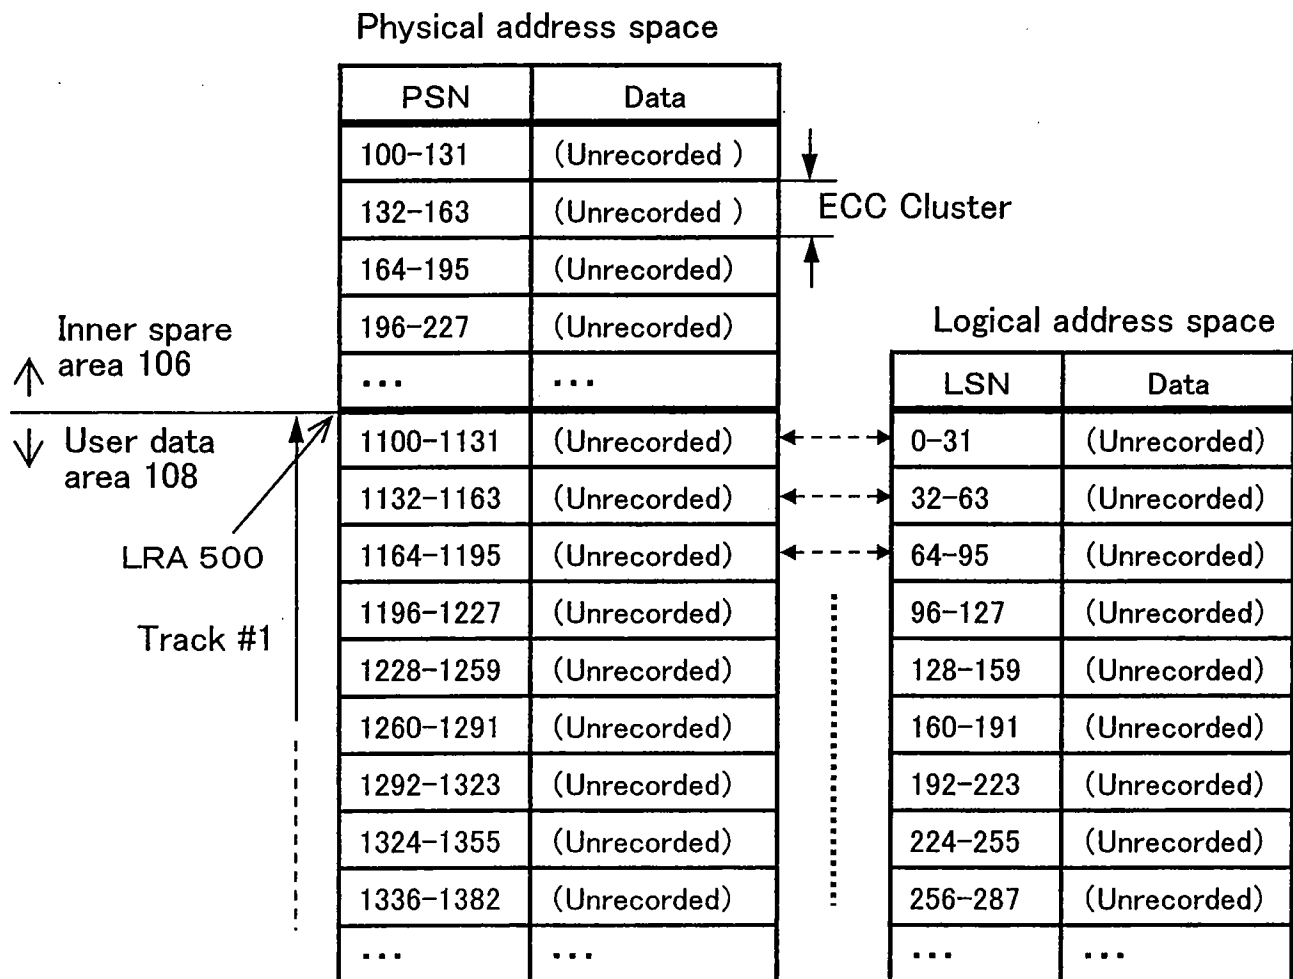 Physical address space
PSN Data
100-131 (Unrecorded )
132-163 (Unrecorded )
ECC Cluster
164-195 (Unrecorded)
196-227 (Unrecorded)
... ...
Inner spare
area 106
User data
area 108
LRA 500
Track #1
1100-1131 (Unrecorded)
1132-1163 (Unrecorded)
1164-1195 (Unrecorded)
1196-1227 (Unrecorded)
1228-1259 (Unrecorded)
1260-1291 (Unrecorded)
1292-1323 (Unrecorded)
1324-1355 (Unrecorded)
1336-1382 (Unrecorded)
... ...
Logical address space
LSN Data
0-31 (Unrecorded)
32-63 (Unrecorded)
64-95 (Unrecorded)
96-127 (Unrecorded)
128-159 (Unrecorded)
160-191 (Unrecorded)
192-223 (Unrecorded)
224-255 (Unrecorded)
256-287 (Unrecorded)
... ...